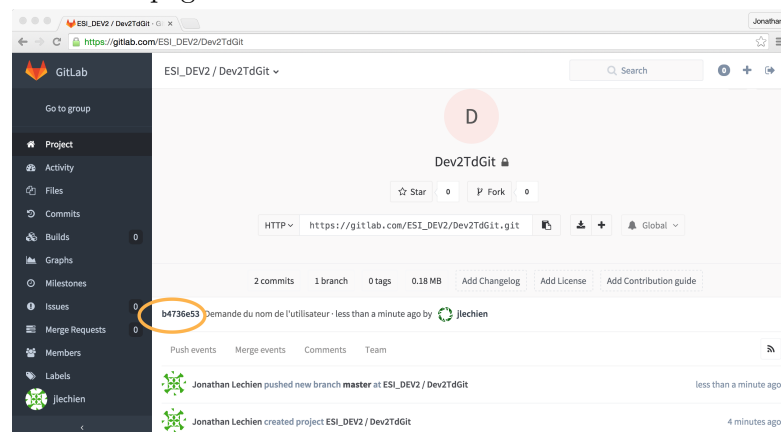 ESI_DEV2 / Dev2TdGit · Gi
Jonathan
https://gitlab.com/ESI_DEV2/Dev2TdGit
GitLab
ESI_DEV2 / Dev2TdGit
Search
0
Go to group
D
Project
Dev2TdGit
Activity
Star 0 Fork 0
Files
Commits
HTTP https://gitlab.com/ESI_DEV2/Dev2TdGit.git Global
Builds 0
Graphs
Milestones
2 commits 1 branch 0 tags 0.18 MB Add Changelog Add License Add Contribution guide
Issues 0
b4736e53 Demande du nom de l'utilisateur · less than a minute ago by jlechien
Merge Requests 0
Members
Push events Merge events Comments Team
Labels
Jonathan Lechien pushed new branch master at ESI_DEV2 / Dev2TdGit less than a minute ago
jlechien
Jonathan Lechien created project ESI_DEV2 / Dev2TdGit 4 minutes ago